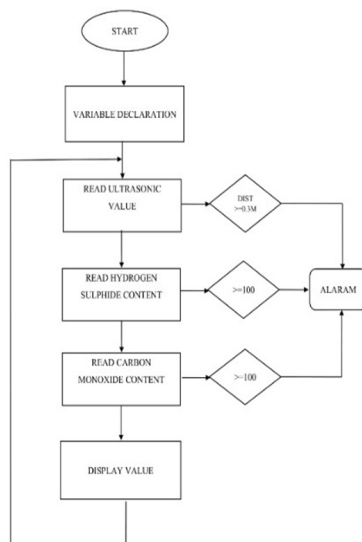 START
VARIABLE DECLARATION
READ ULTRASONIC
VALUE
DIST
>=0.3M
READ HYDROGEN
SULPHIDE CONTENT
>=100
ALARAM
READ CARBON
MONOXIDE CONTENT
>=100
DISPLAY VALUE